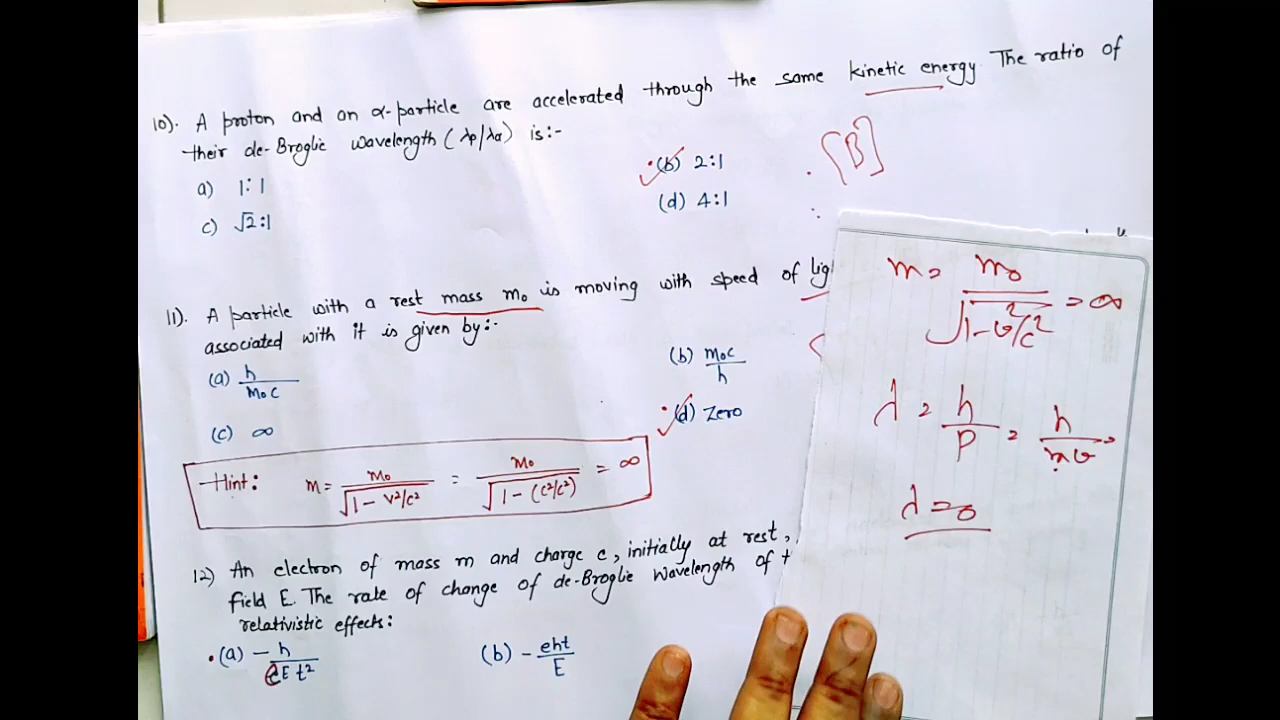 10). A proton and an α-particle are accelerated through the same kinetic energy. The ratio of
their de-Broglie wavelength (λp/λα) is:-
a) 1:1
(b) 2:1
[B]
c) √2:1
(d) 4:1
11). A particle with a rest mass m₀ is moving with speed of lig
associated with it is given by:-
(a) h/m₀c
(b) m₀c/h
(c) ∞
(d) Zero
Hint: m = m₀/√(1 - v²/c²) = m₀/√(1 - (c²/c²)) = ∞
12) An electron of mass m and charge e, initially at rest,
field E. The rate of change of de-Broglie wavelength of t
relativistic effects:
(a) - h/eEt²
(b) - eht/E
m = m₀/√(1 - v²/c²) = ∞
λ = h/p = h/mv
λ = 0